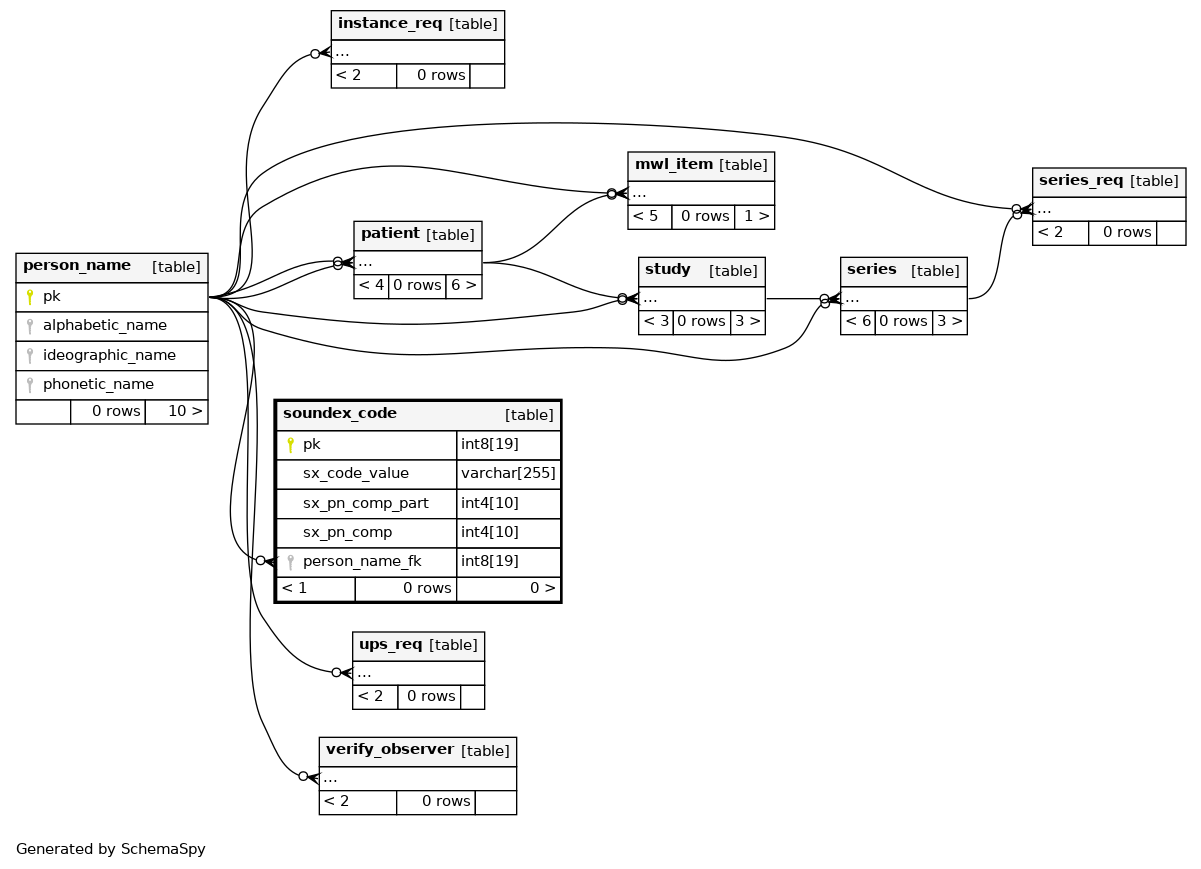 instance_req [table]
...
< 2 0 rows
mwl_item [table]
...
< 5 0 rows 1 >
series_req [table]
...
< 2 0 rows
patient [table]
...
< 4 0 rows 6 >
person_name [table]
pk
alphabetic_name
ideographic_name
phonetic_name
0 rows 10 >
study [table]
...
< 3 0 rows 3 >
series [table]
...
< 6 0 rows 3 >
soundex_code [table]
pk int8[19]
sx_code_value varchar[255]
sx_pn_comp_part int4[10]
sx_pn_comp int4[10]
person_name_fk int8[19]
< 1 0 rows 0 >
ups_req [table]
...
< 2 0 rows
verify_observer [table]
...
< 2 0 rows
Generated by SchemaSpy